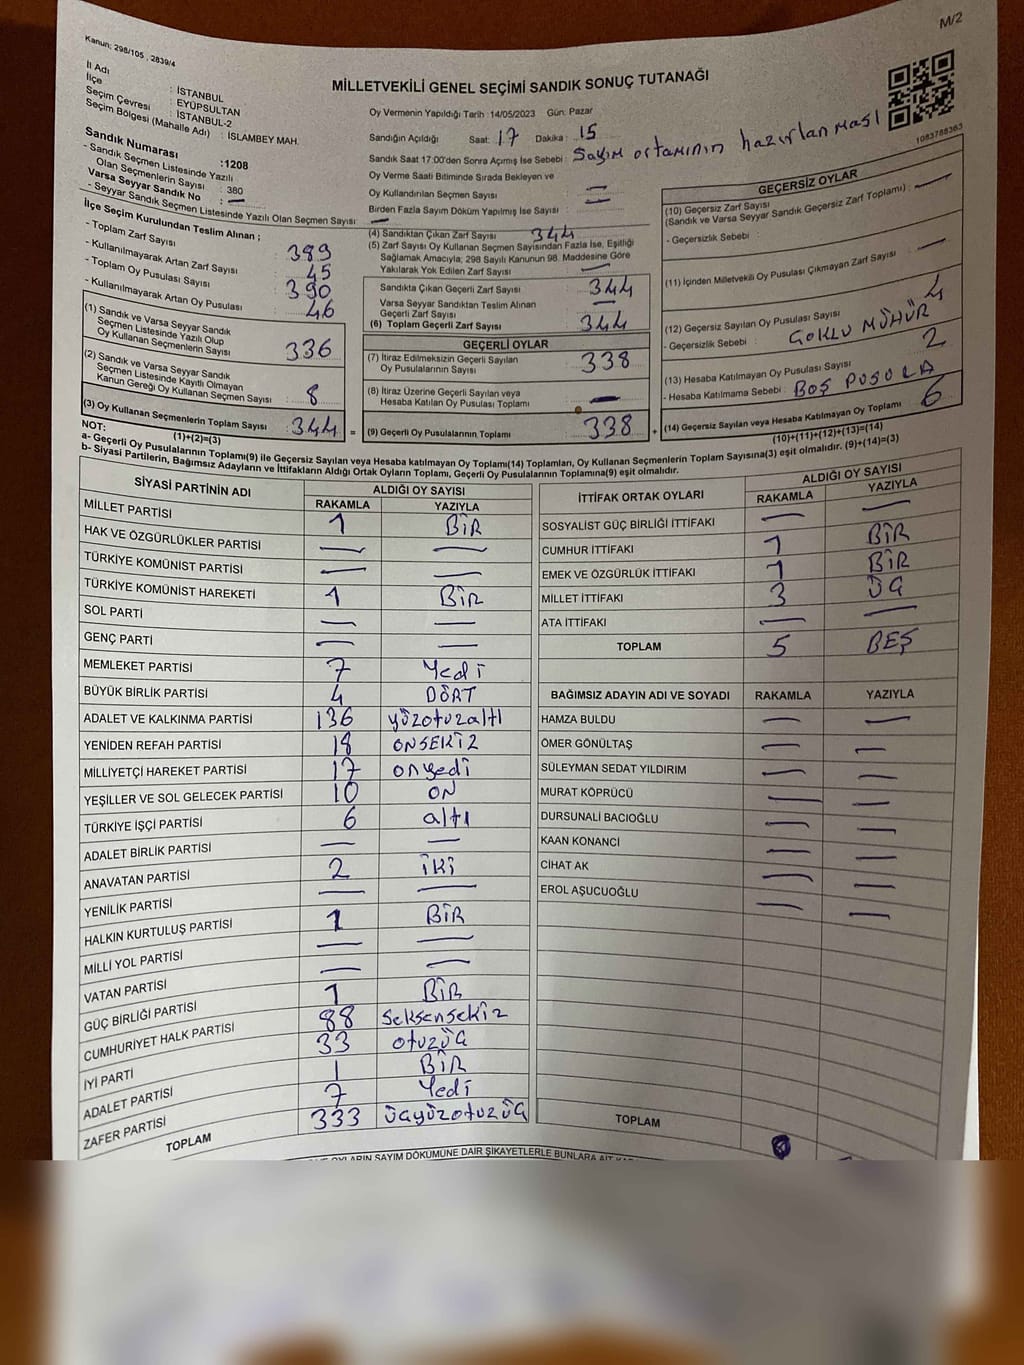 M/2
Kanun; 298/105 , 2839/4
MİLLETVEKİLİ GENEL SEÇİMİ SANDIK SONUÇ TUTANAĞI
İl Adı : İSTANBUL
İlçe : EYÜPSULTAN
Seçim Çevresi : İSTANBUL-2
Seçim Bölgesi (Mahalle Adı) : İSLAMBEY MAH.
Sandık Numarası :1208
- Sandık Seçmen Listesinde Yazılı Olan Seçmenlerin Sayısı : 380
Varsa Seyyar Sandık No : —
- Seyyar Sandık Seçmen Listesinde Yazılı Olan Seçmen Sayısı : —
Oy Vermenin Yapıldığı Tarih :14/05/2023 Gün: Pazar
Sandığın Açıldığı Saat: 17 Dakika : 15
Sandık Saat 17:00'den Sonra Açımış İse Sebebi : Sayım ortamının hazırlanması
Oy Verme Saati Bitiminde Sırada Bekleyen ve
Oy Kullandırılan Seçmen Sayısı : —
Birden Fazla Sayım Döküm Yapılmış İse Sayısı : —
1083788363
İlçe Seçim Kurulundan Teslim Alınan ;
- Toplam Zarf Sayısı : 389
- Kullanılmayarak Artan Zarf Sayısı : 45
- Toplam Oy Pusulası Sayısı : 390
- Kullanılmayarak Artan Oy Pusulası : 46
(1) Sandık ve Varsa Seyyar Sandık
Seçmen Listesinde Yazılı Olup
Oy Kullanan Seçmenlerin Sayısı : 336
(2) Sandık ve Varsa Seyyar Sandık
Seçmen Listesinde Kayıtlı Olmayan
Kanun Gereği Oy Kullanan Seçmen Sayısı : 8
(3) Oy Kullanan Seçmenlerin Toplam Sayısı : 344 =
(1)+(2)=(3)
(4) Sandıktan Çıkan Zarf Sayısı : 344
(5) Zarf Sayısı Oy Kullanan Seçmen Sayısından Fazla İse, Eşitliği
Sağlamak Amacıyla; 298 Sayılı Kanunun 98. Maddesine Göre
Yakılarak Yok Edilen Zarf Sayısı : —
Sandıkta Çıkan Geçerli Zarf Sayısı : 344
Varsa Seyyar Sandıktan Teslim Alınan
Geçerli Zarf Sayısı : —
(6) Toplam Geçerli Zarf Sayısı : 344
GEÇERLİ OYLAR
(7) İtiraz Edilmeksizin Geçerli Sayılan
Oy Pusulalarının Sayısı : 338
(8) İtiraz Üzerine Geçerli Sayılan veya
Hesaba Katılan Oy Pusulası Toplamı : —
(9) Geçerli Oy Pusulalarının Toplamı : 338 +
GEÇERSİZ OYLAR
(10) Geçersiz Zarf Sayısı
(Sandık ve Varsa Seyyar Sandık Geçersiz Zarf Toplamı) : —
- Geçersizlik Sebebi :
(11) İçinden Milletvekili Oy Pusulası Çıkmayan Zarf Sayısı : —
(12) Geçersiz Sayılan Oy Pusulası Sayısı : 4
- Geçersizlik Sebebi : ÇOKLU MÜHÜR
(13) Hesaba Katılmayan Oy Pusulası Sayısı : 2
- Hesaba Katılmama Sebebi : BOŞ PUSULA
(14) Geçersiz Sayılan veya Hesaba Katılmayan Oy Toplamı : 6
(10)+(11)+(12)+(13)=(14)
NOT:
a- Geçerli Oy Pusulalarının Toplamı(9) ile Geçersiz Sayılan veya Hesaba katılmayan Oy Toplamı(14) Toplamları, Oy Kullanan Seçmenlerin Toplam Sayısına(3) eşit olmalıdır. (9)+(14)=(3)
b- Siyasi Partilerin, Bağımsız Adayların ve İttifakların Aldığı Ortak Oyların Toplamı, Geçerli Oy Pusulalarının Toplamına(9) eşit olmalıdır.
SİYASİ PARTİNİN ADI ALDIĞI OY SAYISI
RAKAMLA YAZIYLA
MİLLET PARTİSİ 1 BİR
HAK VE ÖZGÜRLÜKLER PARTİSİ — —
TÜRKİYE KOMÜNİST PARTİSİ — —
TÜRKİYE KOMÜNİST HAREKETİ 1 BİR
SOL PARTİ — —
GENÇ PARTİ — —
MEMLEKET PARTİSİ 7 Yedi
BÜYÜK BİRLİK PARTİSİ 4 DÖRT
ADALET VE KALKINMA PARTİSİ 136 yüzotuzaltı
YENİDEN REFAH PARTİSİ 18 ONSEKİZ
MİLLİYETÇİ HAREKET PARTİSİ 17 onyedi
YEŞİLLER VE SOL GELECEK PARTİSİ 10 ON
TÜRKİYE İŞÇİ PARTİSİ 6 altı
ADALET BİRLİK PARTİSİ — —
ANAVATAN PARTİSİ 2 iki
YENİLİK PARTİSİ — —
HALKIN KURTULUŞ PARTİSİ 1 BİR
MİLLİ YOL PARTİSİ — —
VATAN PARTİSİ — —
GÜÇ BİRLİĞİ PARTİSİ 1 BİR
CUMHURİYET HALK PARTİSİ 88 Seksensekiz
İYİ PARTİ 33 otuzüç
ADALET PARTİSİ 1 BİR
ZAFER PARTİSİ 7 Yedi
TOPLAM 333 üçyüzotuzüç
İTTİFAK ORTAK OYLARI ALDIĞI OY SAYISI
RAKAMLA YAZIYLA
SOSYALİST GÜÇ BİRLİĞİ İTTİFAKI — —
CUMHUR İTTİFAKI 1 BİR
EMEK VE ÖZGÜRLÜK İTTİFAKI 1 BİR
MİLLET İTTİFAKI 3 ÜÇ
ATA İTTİFAKI — —
TOPLAM 5 BEŞ
BAĞIMSIZ ADAYIN ADI VE SOYADI RAKAMLA YAZIYLA
HAMZA BULDU — —
ÖMER GÖNÜLTAŞ — —
SÜLEYMAN SEDAT YILDIRIM — —
MURAT KÖPRÜCÜ — —
DURSUNALİ BACIOĞLU — —
KAAN KONANCİ — —
CİHAT AK — —
EROL AŞUCUOĞLU — —
TOPLAM
OYLARIN SAYIM DÖKÜMÜNE DAİR ŞİKAYETLERLE BUNLARA AİT